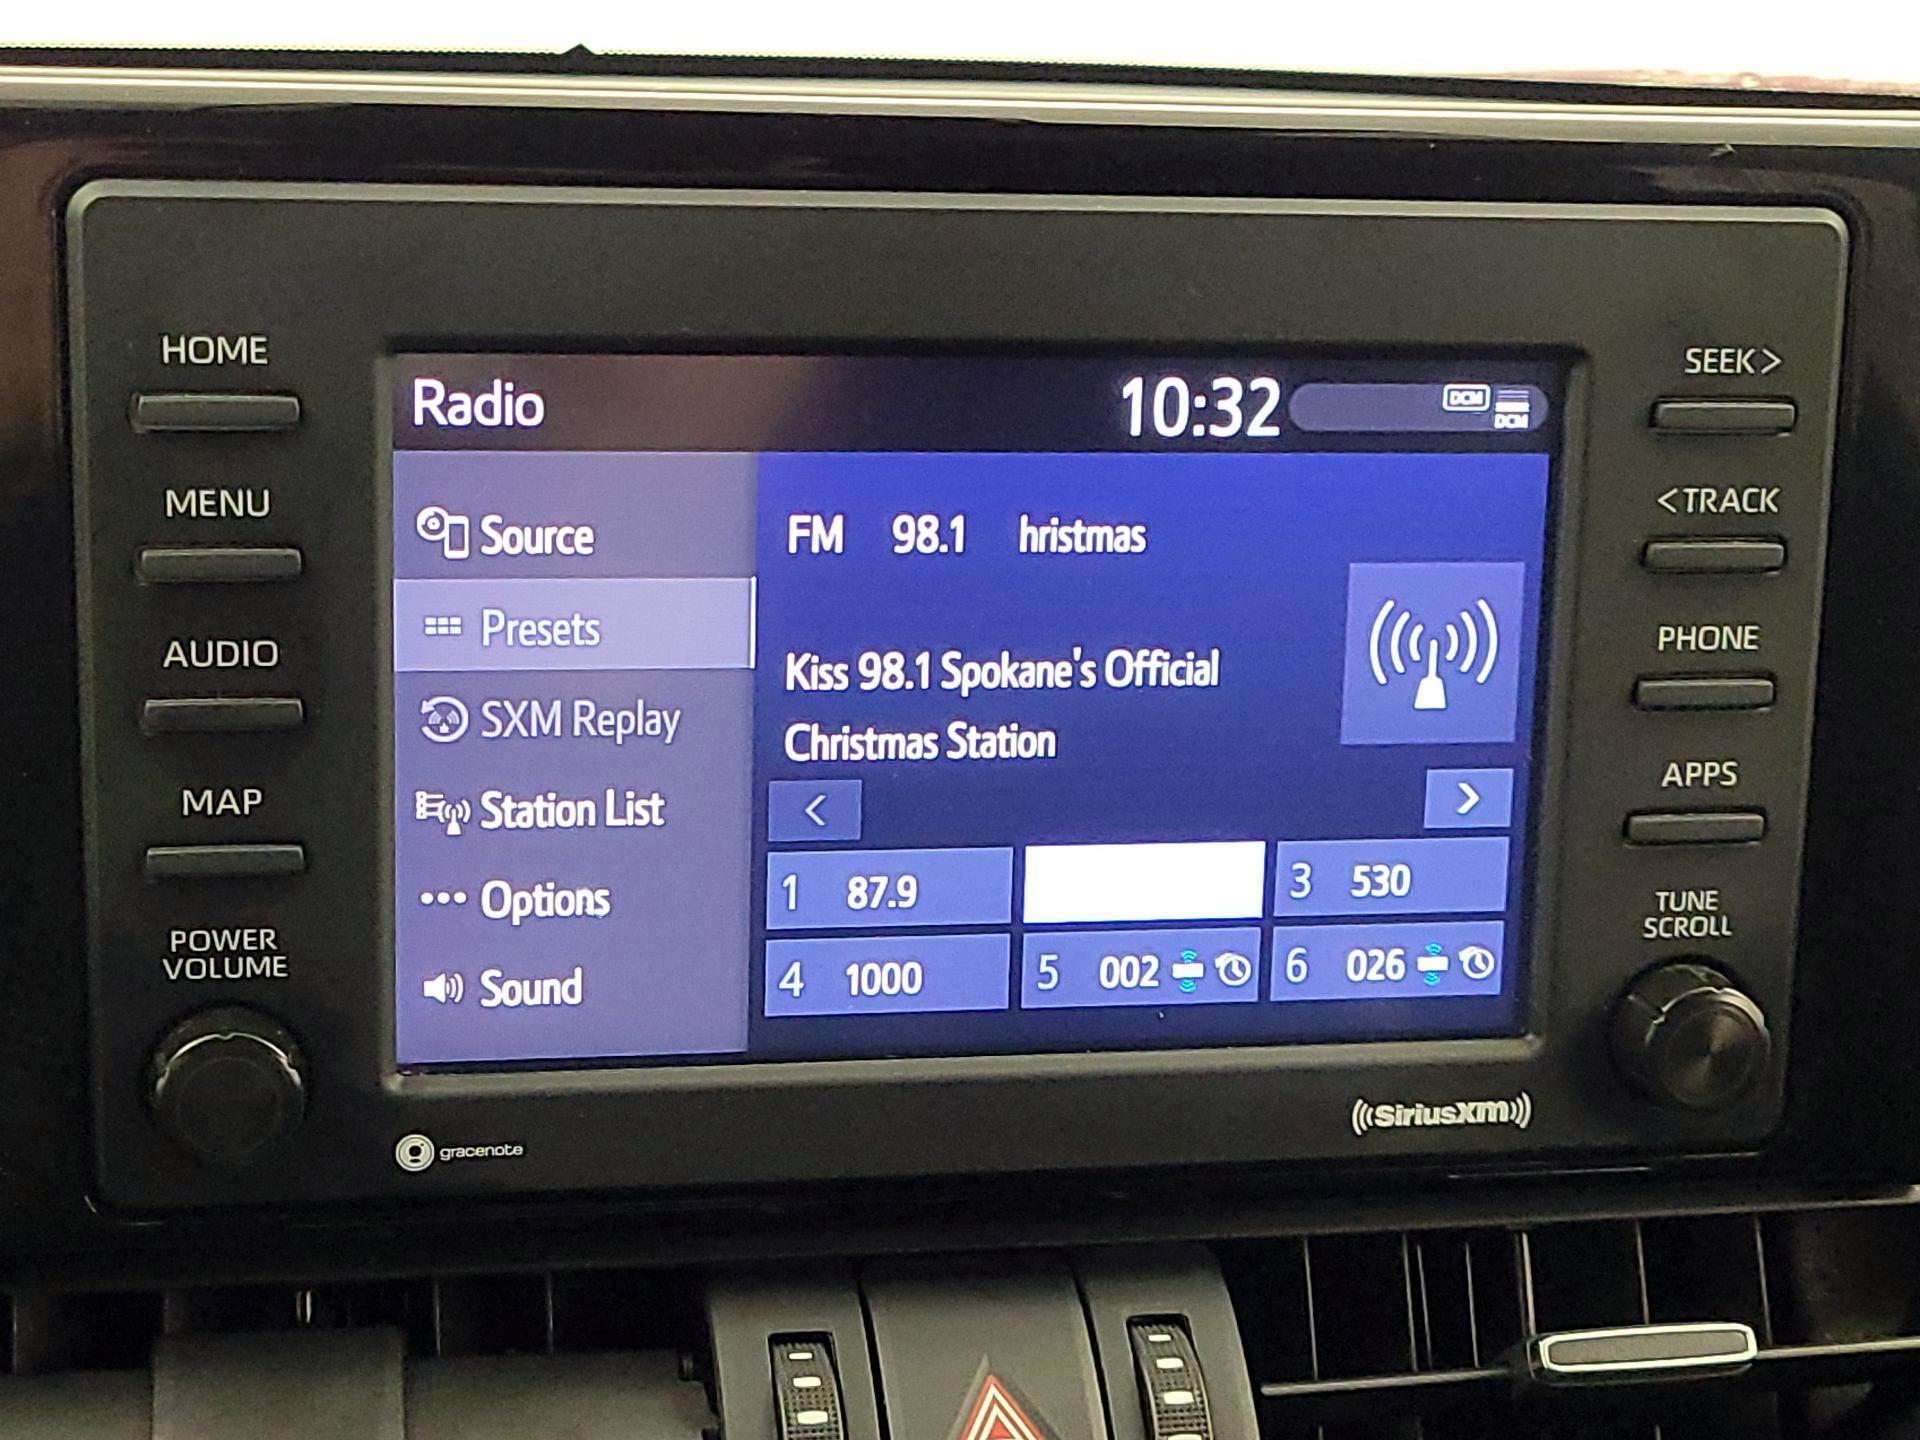 HOME
MENU
AUDIO
MAP
POWER
VOLUME
Radio
10:32
DCM
DCM
Source
Presets
SXM Replay
Station List
Options
Sound
FM 98.1 hristmas
Kiss 98.1 Spokane's Official
Christmas Station
<
>
1 87.9
3 530
4 1000
5 002
6 026
SEEK>
<TRACK
PHONE
APPS
TUNE
SCROLL
gracenote
((SiriusXM))